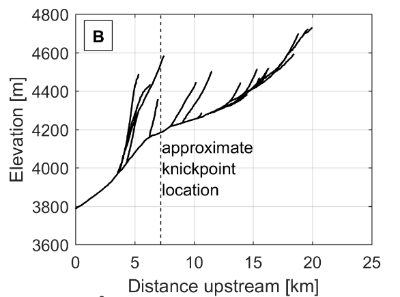 4800
B
4600
4400
4200
4000
3800
3600
Elevation [m]
approximate
knickpoint
location
0 5 10 15 20 25
Distance upstream [km]